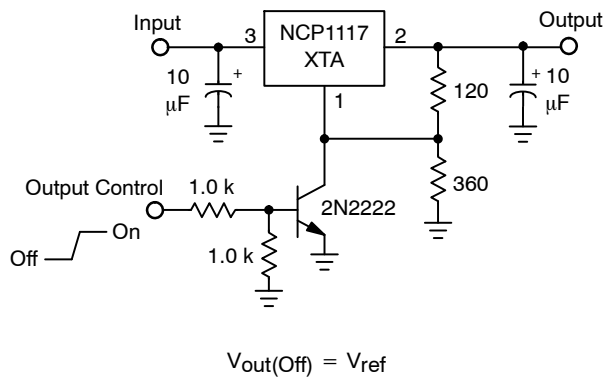 Input
Output
3
NCP1117
XTA
2
10
µF
+
1
120
+
10
µF
360
Output Control
1.0 k
2N2222
On
Off
1.0 k
Vout(Off) = Vref